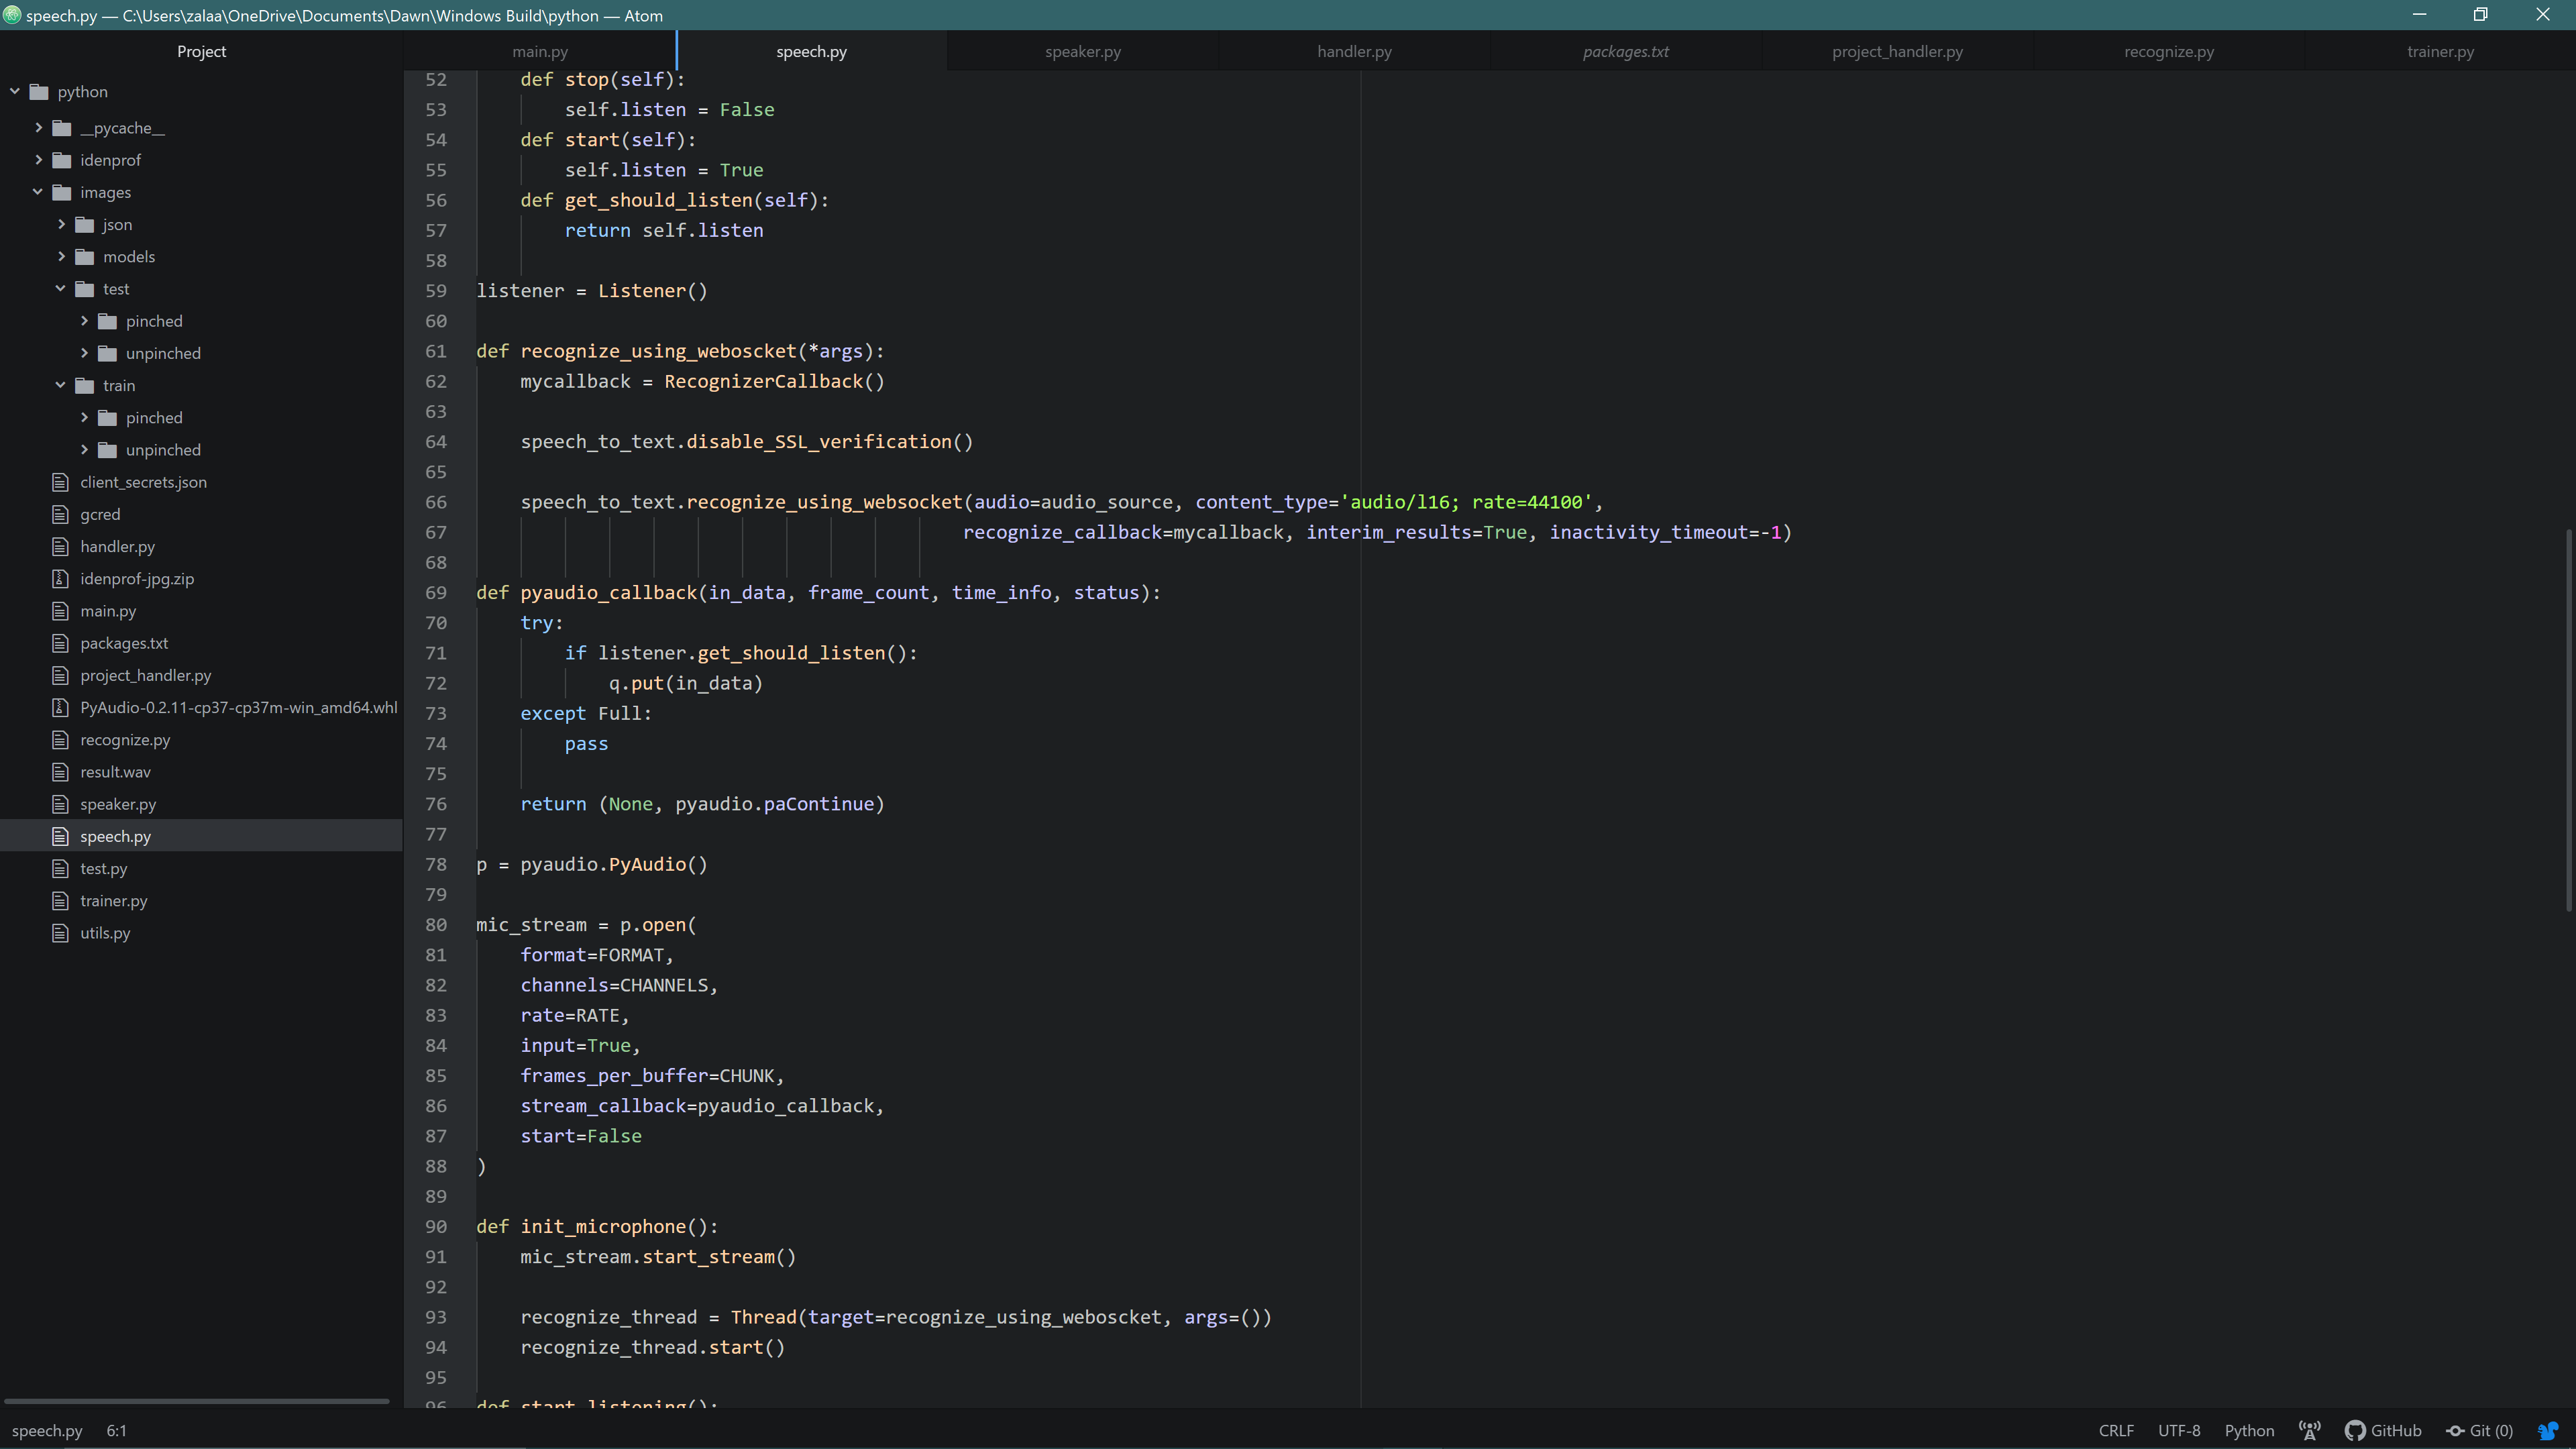 speech.py — C:\Users\zalaa\OneDrive\Documents\Dawn\Windows Build\python — Atom
Project
main.py
speech.py
speaker.py
handler.py
packages.txt
project_handler.py
recognize.py
trainer.py
python
__pycache__
idenprof
images
json
models
test
pinched
unpinched
train
pinched
unpinched
client_secrets.json
gcred
handler.py
idenprof-jpg.zip
main.py
packages.txt
project_handler.py
PyAudio-0.2.11-cp37-cp37m-win_amd64.whl
recognize.py
result.wav
speaker.py
speech.py
test.py
trainer.py
utils.py
52 def stop(self):
53 self.listen = False
54 def start(self):
55 self.listen = True
56 def get_should_listen(self):
57 return self.listen
58
59 listener = Listener()
60
61 def recognize_using_weboscket(*args):
62 mycallback = RecognizerCallback()
63
64 speech_to_text.disable_SSL_verification()
65
66 speech_to_text.recognize_using_websocket(audio=audio_source, content_type='audio/l16; rate=44100',
67 recognize_callback=mycallback, interim_results=True, inactivity_timeout=-1)
68
69 def pyaudio_callback(in_data, frame_count, time_info, status):
70 try:
71 if listener.get_should_listen():
72 q.put(in_data)
73 except Full:
74 pass
75
76 return (None, pyaudio.paContinue)
77
78 p = pyaudio.PyAudio()
79
80 mic_stream = p.open(
81 format=FORMAT,
82 channels=CHANNELS,
83 rate=RATE,
84 input=True,
85 frames_per_buffer=CHUNK,
86 stream_callback=pyaudio_callback,
87 start=False
88 )
89
90 def init_microphone():
91 mic_stream.start_stream()
92
93 recognize_thread = Thread(target=recognize_using_weboscket, args=())
94 recognize_thread.start()
95
96 def start_listening():
speech.py 6:1
CRLF UTF-8 Python GitHub Git (0)